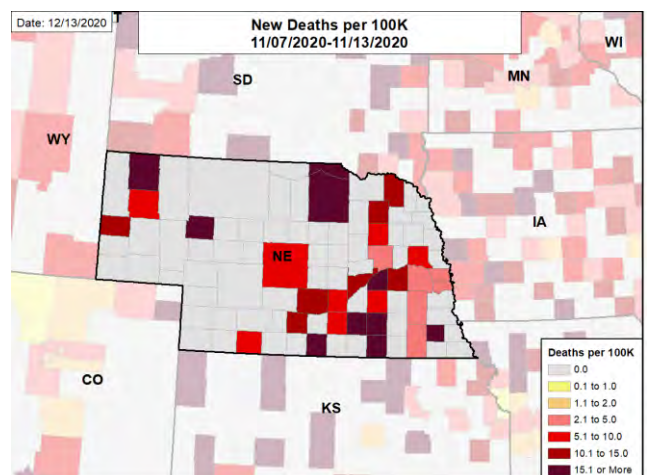 Date: 12/13/2020
New Deaths per 100K
11/07/2020-11/13/2020
WI
MN
SD
WY
IA
NE
CO
KS
Deaths per 100K
0.0
0.1 to 1.0
1.1 to 2.0
2.1 to 5.0
5.1 to 10.0
10.1 to 15.0
15.1 or More